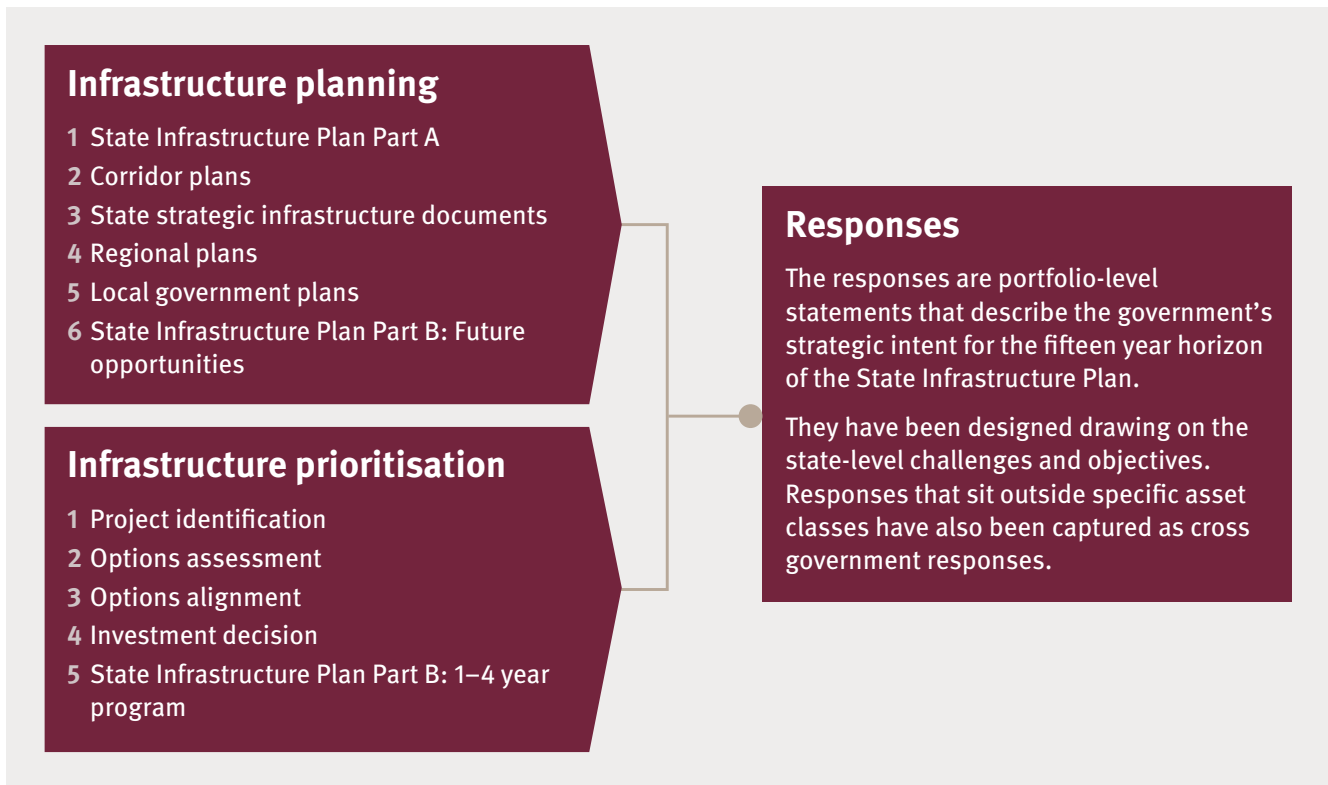 Infrastructure planning
1 State Infrastructure Plan Part A
2 Corridor plans
3 State strategic infrastructure documents
4 Regional plans
5 Local government plans
6 State Infrastructure Plan Part B: Future
opportunities
Infrastructure prioritisation
1 Project identification
2 Options assessment
3 Options alignment
4 Investment decision
5 State Infrastructure Plan Part B: 1–4 year
program
Responses
The responses are portfolio-level
statements that describe the government’s
strategic intent for the fifteen year horizon
of the State Infrastructure Plan.
They have been designed drawing on the
state-level challenges and objectives.
Responses that sit outside specific asset
classes have also been captured as cross
government responses.